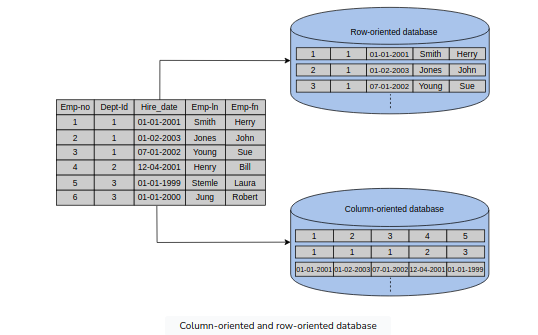 Row-oriented database
1 1 01-01-2001 Smith Herry
2 1 01-02-2003 Jones John
3 1 07-01-2002 Young Sue
Emp-no Dept-Id Hire_date Emp-ln Emp-fn
1 1 01-01-2001 Smith Herry
2 1 01-02-2003 Jones John
3 1 07-01-2002 Young Sue
4 2 12-04-2001 Henry Bill
5 3 01-01-1999 Stemle Laura
6 3 01-01-2000 Jung Robert
Column-oriented database
1 2 3 4 5
1 1 1 2 3
01-01-2001 01-02-2003 07-01-2002 12-04-2001 01-01-1999
Column-oriented and row-oriented database